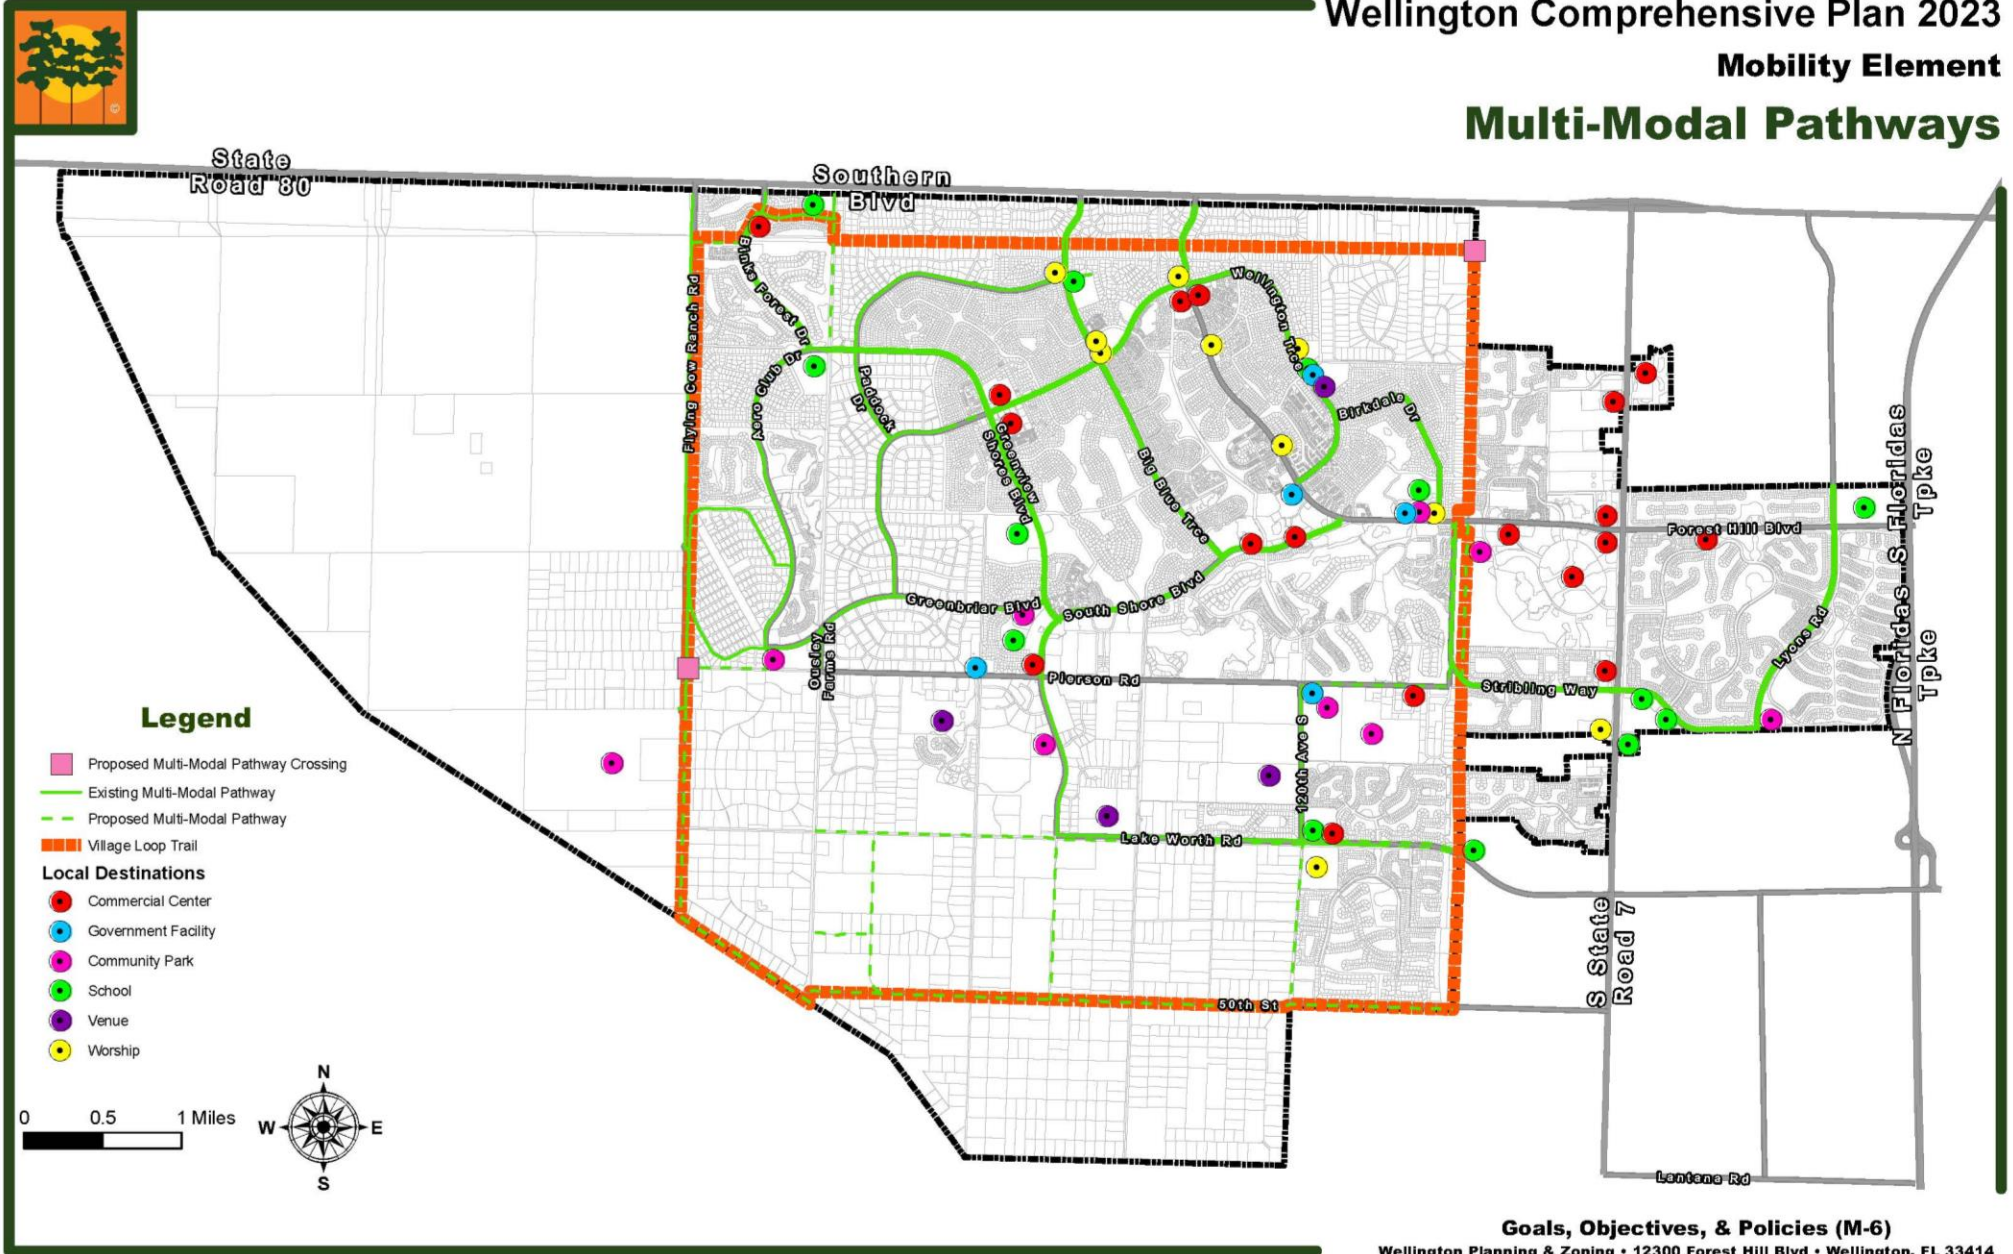 Wellington Comprehensive Plan 2023
Mobility Element
Multi-Modal Pathways
©
State
Road 80
Southern
Blvd
Binks Forest Dr
Flying Cow Ranch Rd
Aero Club Dr
Paddock
Dr
Greenview
Shores Blvd
Wellington Trce
Birkdale Dr
Big Blue Trce
Forest Hill Blvd
N Floridas S Floridas
Tpke
Tpke
Greenbriar Blvd
South Shore Blvd
Ousley
Farms Rd
Pierson Rd
Stribling Way
Lyons Rd
120th Ave S
Lake Worth Rd
50th St
S State
Road 7
Lantana Rd
Legend
Proposed Multi-Modal Pathway Crossing
Existing Multi-Modal Pathway
Proposed Multi-Modal Pathway
Village Loop Trail
Local Destinations
Commercial Center
Government Facility
Community Park
School
Venue
Worship
0 0.5 1 Miles
N
W E
S
Goals, Objectives, & Policies (M-6)
Wellington Planning & Zoning • 12300 Forest Hill Blvd • Wellington, FL 33414